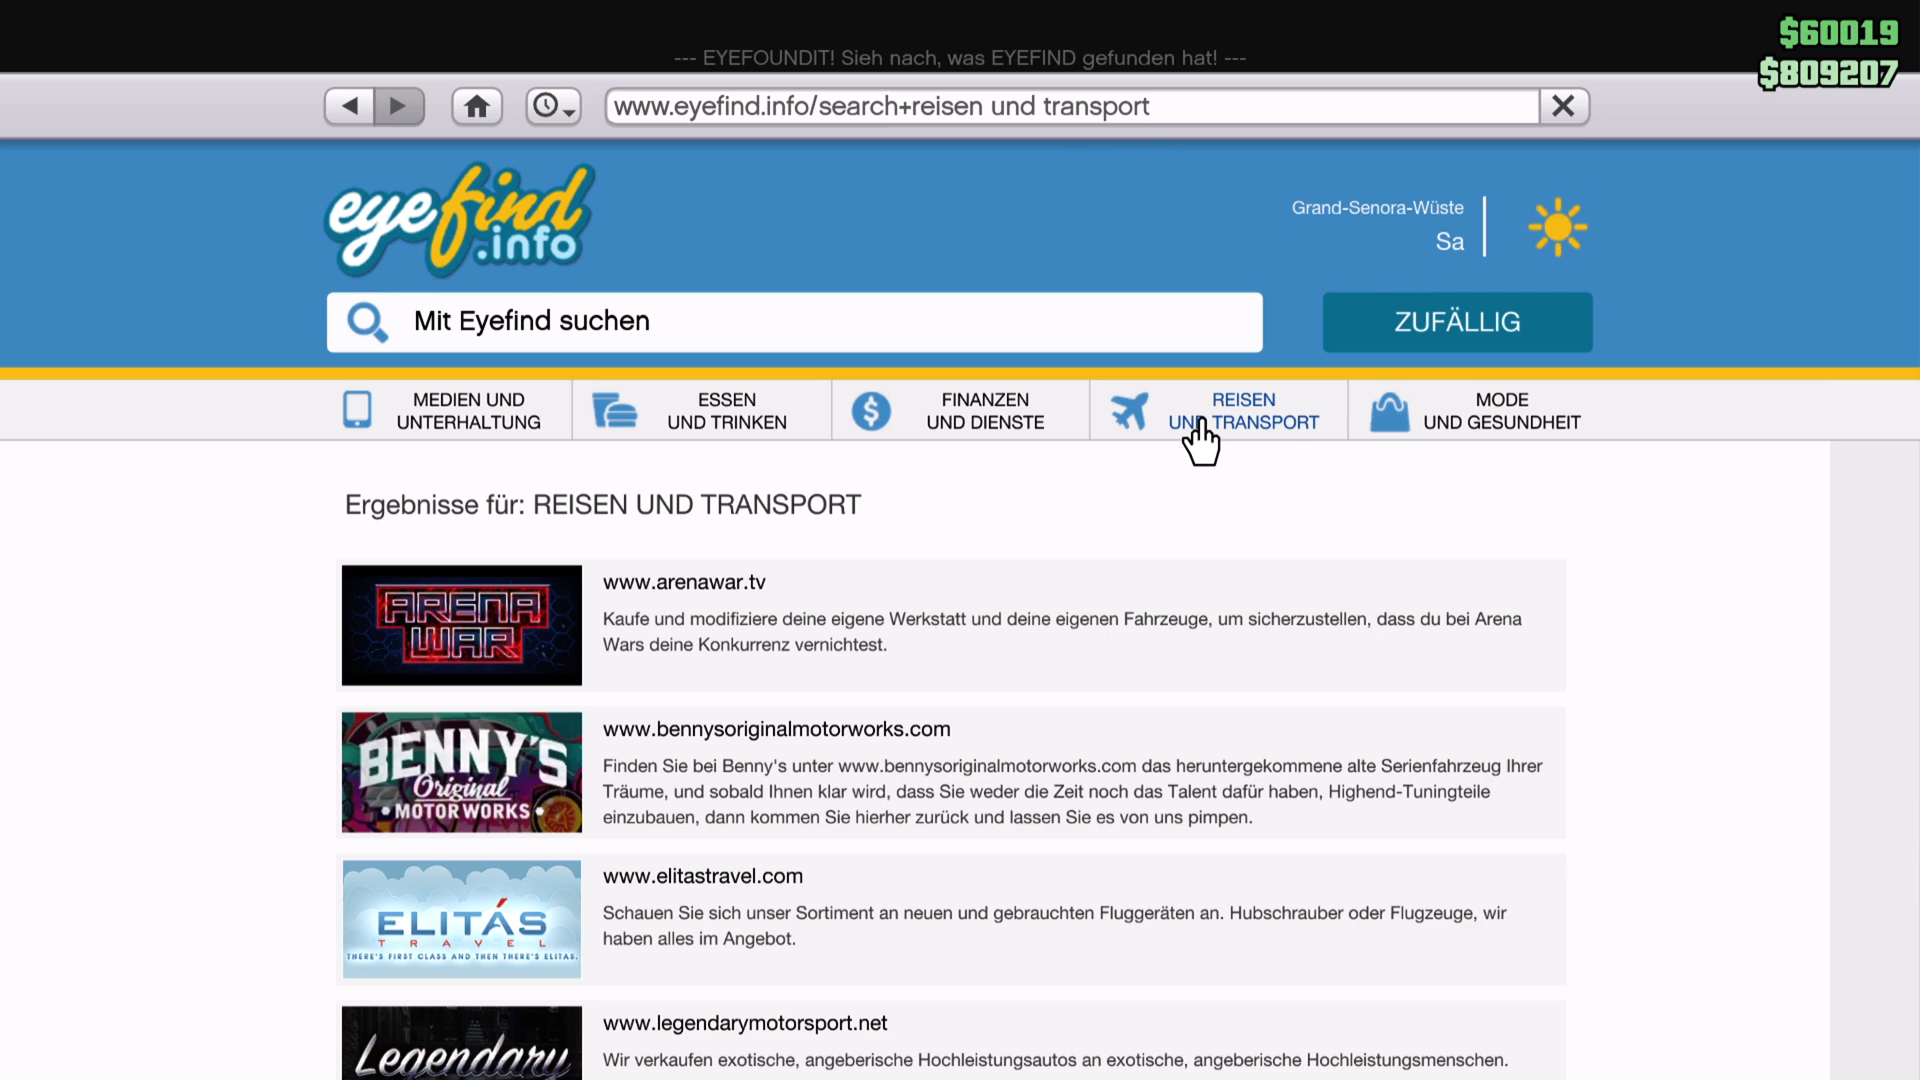 $60019
--- EYEFOUNDIT! Sieh nach, was EYEFIND gefunden hat! ---
$809207
www.eyefind.info/search+reisen und transport
eyefind
.info
Grand-Senora-Wüste
Sa
Mit Eyefind suchen
ZUFÄLLIG
MEDIEN UND
UNTERHALTUNG
ESSEN
UND TRINKEN
FINANZEN
UND DIENSTE
REISEN
UND TRANSPORT
MODE
UND GESUNDHEIT
Ergebnisse für: REISEN UND TRANSPORT
ARENA
WAR
www.arenawar.tv
Kaufe und modifiziere deine eigene Werkstatt und deine eigenen Fahrzeuge, um sicherzustellen, dass du bei Arena
Wars deine Konkurrenz vernichtest.
BENNY'S
Original
• MOTOR WORKS •
www.bennysoriginalmotorworks.com
Finden Sie bei Benny's unter www.bennysoriginalmotorworks.com das heruntergekommene alte Serienfahrzeug Ihrer
Träume, und sobald Ihnen klar wird, dass Sie weder die Zeit noch das Talent dafür haben, Highend-Tuningteile
einzubauen, dann kommen Sie hierher zurück und lassen Sie es von uns pimpen.
ELITÁS
TRAVEL
THERE'S FIRST CLASS AND THEN THERE'S ELITAS.
www.elitastravel.com
Schauen Sie sich unser Sortiment an neuen und gebrauchten Fluggeräten an. Hubschrauber oder Flugzeuge, wir
haben alles im Angebot.
Legendary
www.legendarymotorsport.net
Wir verkaufen exotische, angeberische Hochleistungsautos an exotische, angeberische Hochleistungsmenschen.